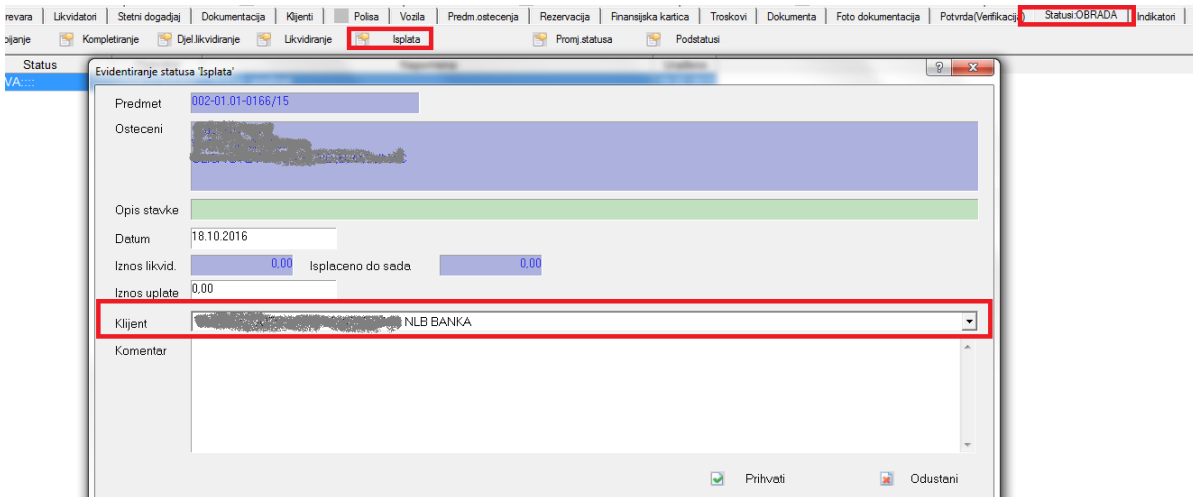 revara Likvidatori Stetni dogadjaj Dokumentacija Klijenti Polisa Vozila Predm.ostecenja Rezervacija Finansijska kartica Troskovi Dokumenta Foto dokumentacija Potvrda(Verifikacija) Statusi:OBRADA Indikatori
bijanje Kompletiranje Djel.likvidiranje Likvidiranje Isplata Promj.statusa Podstatusi
Status
VA::::
Evidentiranje statusa 'Isplata'
Predmet 002-01.01-0166/15
Osteceni
Opis stavke
Datum 18.10.2016
Iznos likvid. 0,00 Isplaceno do sada 0,00
Iznos uplate 0,00
Klijent NLB BANKA
Komentar
Prihvati Odustani